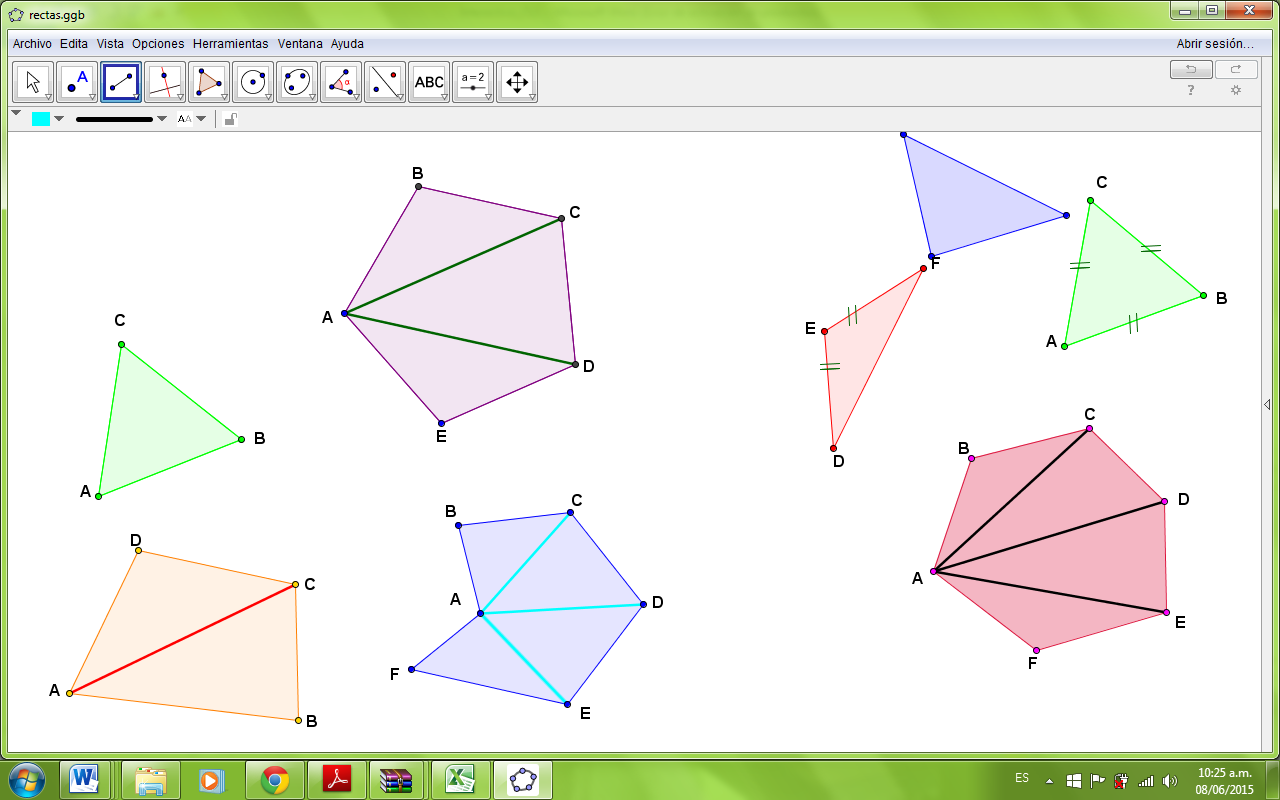 rectas.ggb
Archivo Edita Vista Opciones Herramientas Ventana Ayuda
Abrir sesión...
A
α
ABC
a = 2
?
AA
B
C
A
D
E
C
B
A
F
E
D
C
B
A
D
C
A
B
B
C
A
D
F
E
C
B
D
A
E
F
W
X
ES
10:25 a.m.
08/06/2015